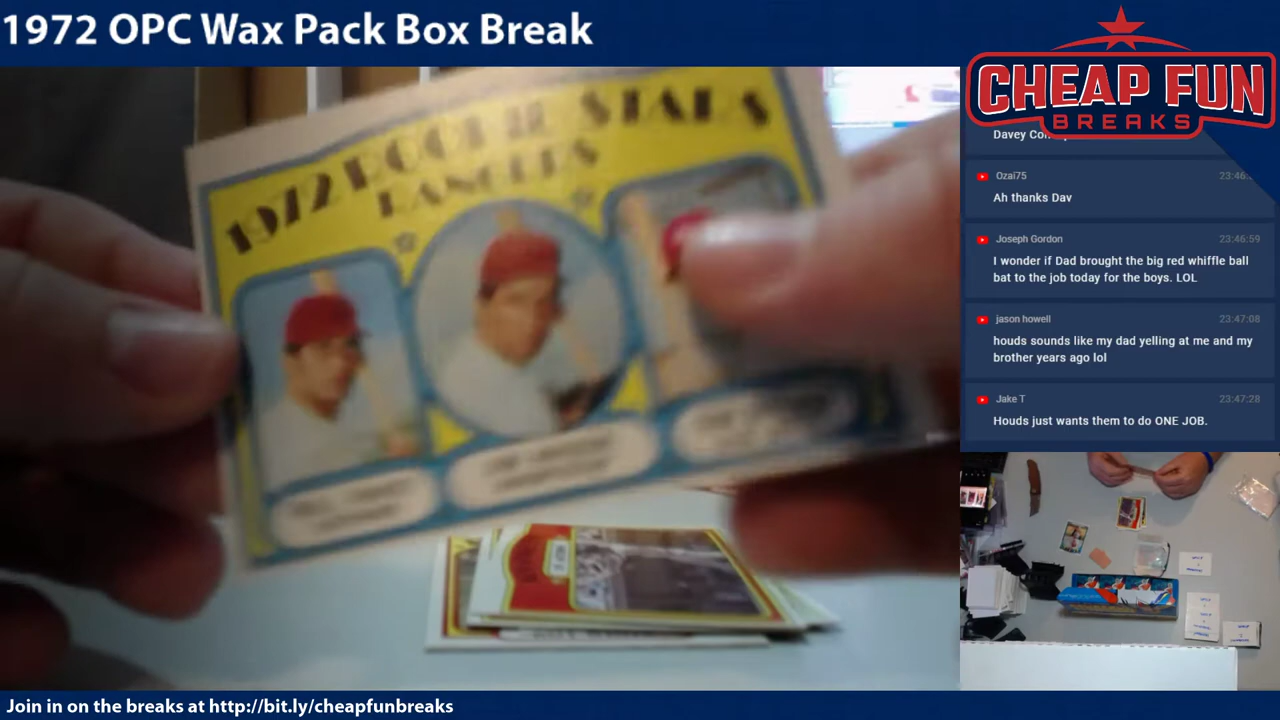 1972 OPC Wax Pack Box Break
CHEAP FUN
BREAKS
1972 ROOKIE STARS
RANGERS
Davey
Ozai75
Ah thanks Dav
Joseph Gordon 23:46:59
I wonder if Dad brought the big red whiffle ball
bat to the job today for the boys. LOL
jason howell 23:47:08
houds sounds like my dad yelling at me and my
brother years ago lol
Jake T 23:47:28
Houds just wants them to do ONE JOB.
Join in on the breaks at http://bit.ly/cheapfunbreaks